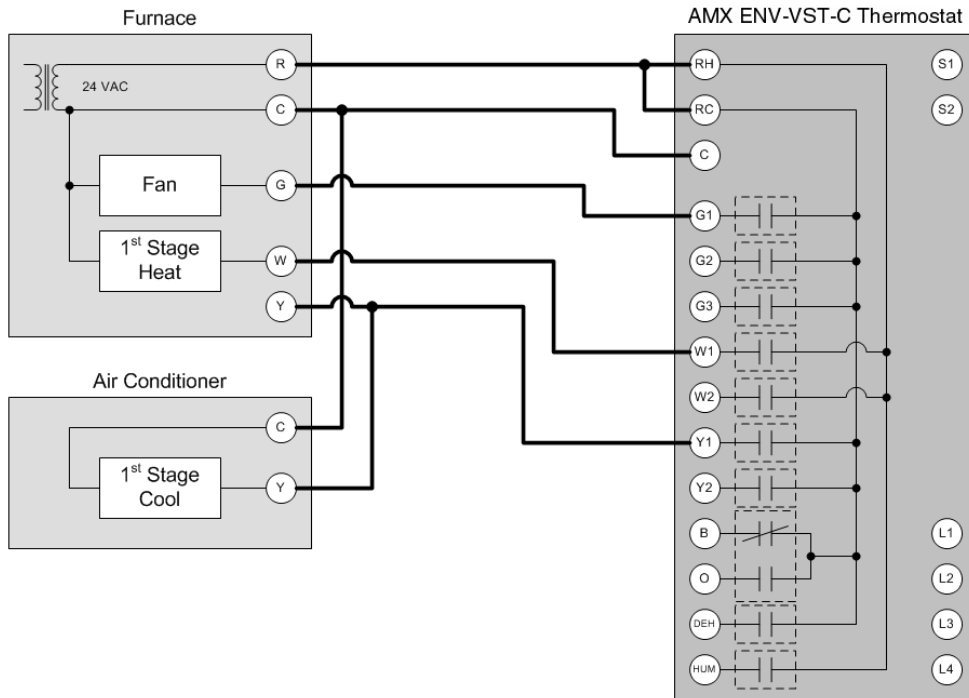 Furnace
AMX ENV-VST-C Thermostat
R
RH
S1
24 VAC
C
RC
S2
C
Fan
G
G1
1st Stage
Heat
W
G2
Y
G3
W1
Air Conditioner
W2
C
Y1
1st Stage
Cool
Y
Y2
B
L1
O
L2
DEH
L3
HUM
L4